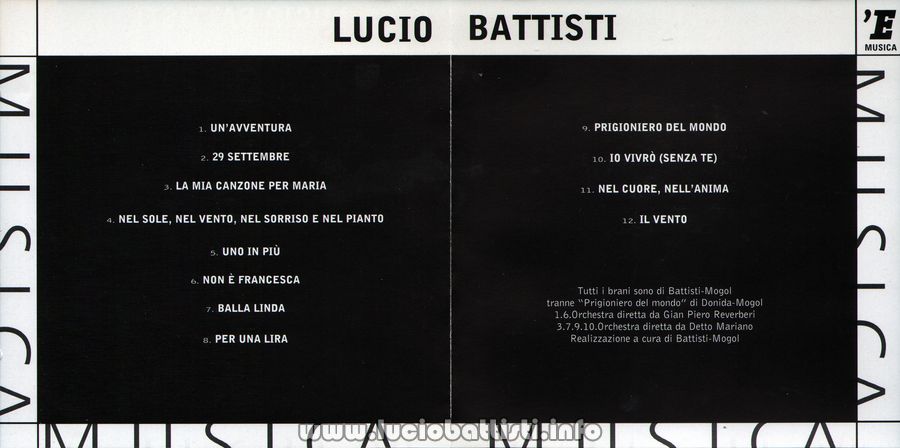 LUCIO BATTISTI
'E
MUSICA
1. UN'AVVENTURA
2. 29 SETTEMBRE
3. LA MIA CANZONE PER MARIA
4. NEL SOLE, NEL VENTO, NEL SORRISO E NEL PIANTO
5. UNO IN PIÙ
6. NON È FRANCESCA
7. BALLA LINDA
8. PER UNA LIRA
9. PRIGIONIERO DEL MONDO
10. IO VIVRÒ (SENZA TE)
11. NEL CUORE, NELL'ANIMA
12. IL VENTO
Tutti i brani sono di Battisti-Mogol
tranne "Prigioniero del mondo" di Donida-Mogol
1.6.Orchestra diretta da Gian Piero Reverberi
3.7.9.10.Orchestra diretta da Detto Mariano
Realizzazione a cura di Battisti-Mogol
MUSICA
MUSICA
MUSICA MUSICA
www.luciobattisti.info